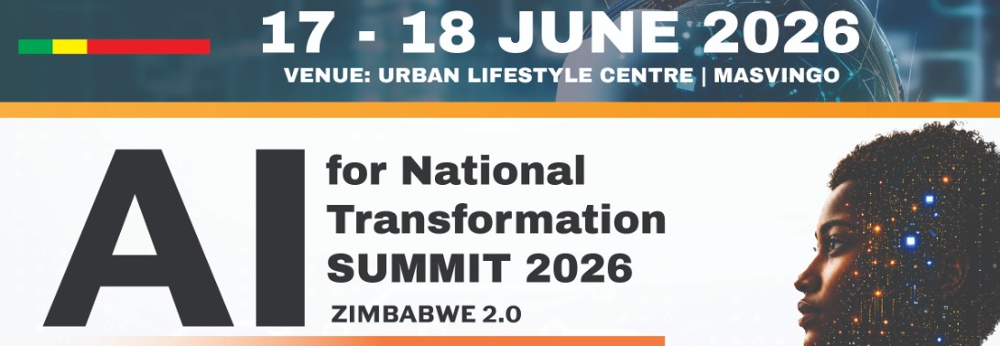 17 - 18 JUNE 2026
VENUE: URBAN LIFESTYLE CENTRE | MASVINGO
AI
for National
Transformation
SUMMIT 2026
ZIMBABWE 2.0